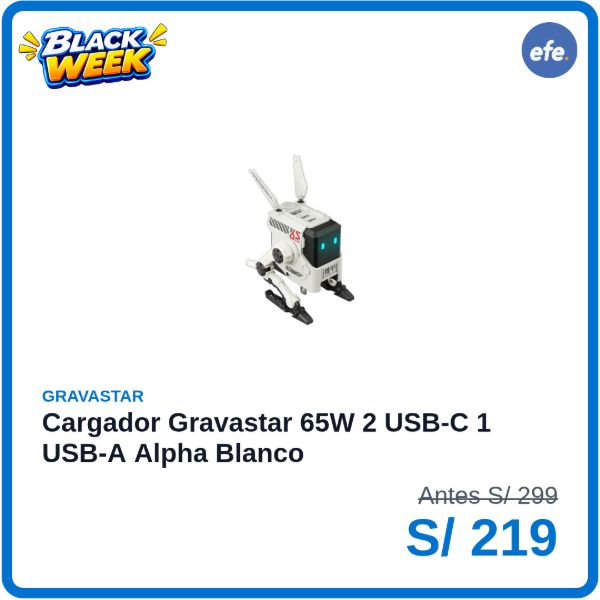 BLACK
WEEK
efe.
GRAVASTAR
Cargador Gravastar 65W 2 USB-C 1
USB-A Alpha Blanco
Antes S/ 299
S/ 219